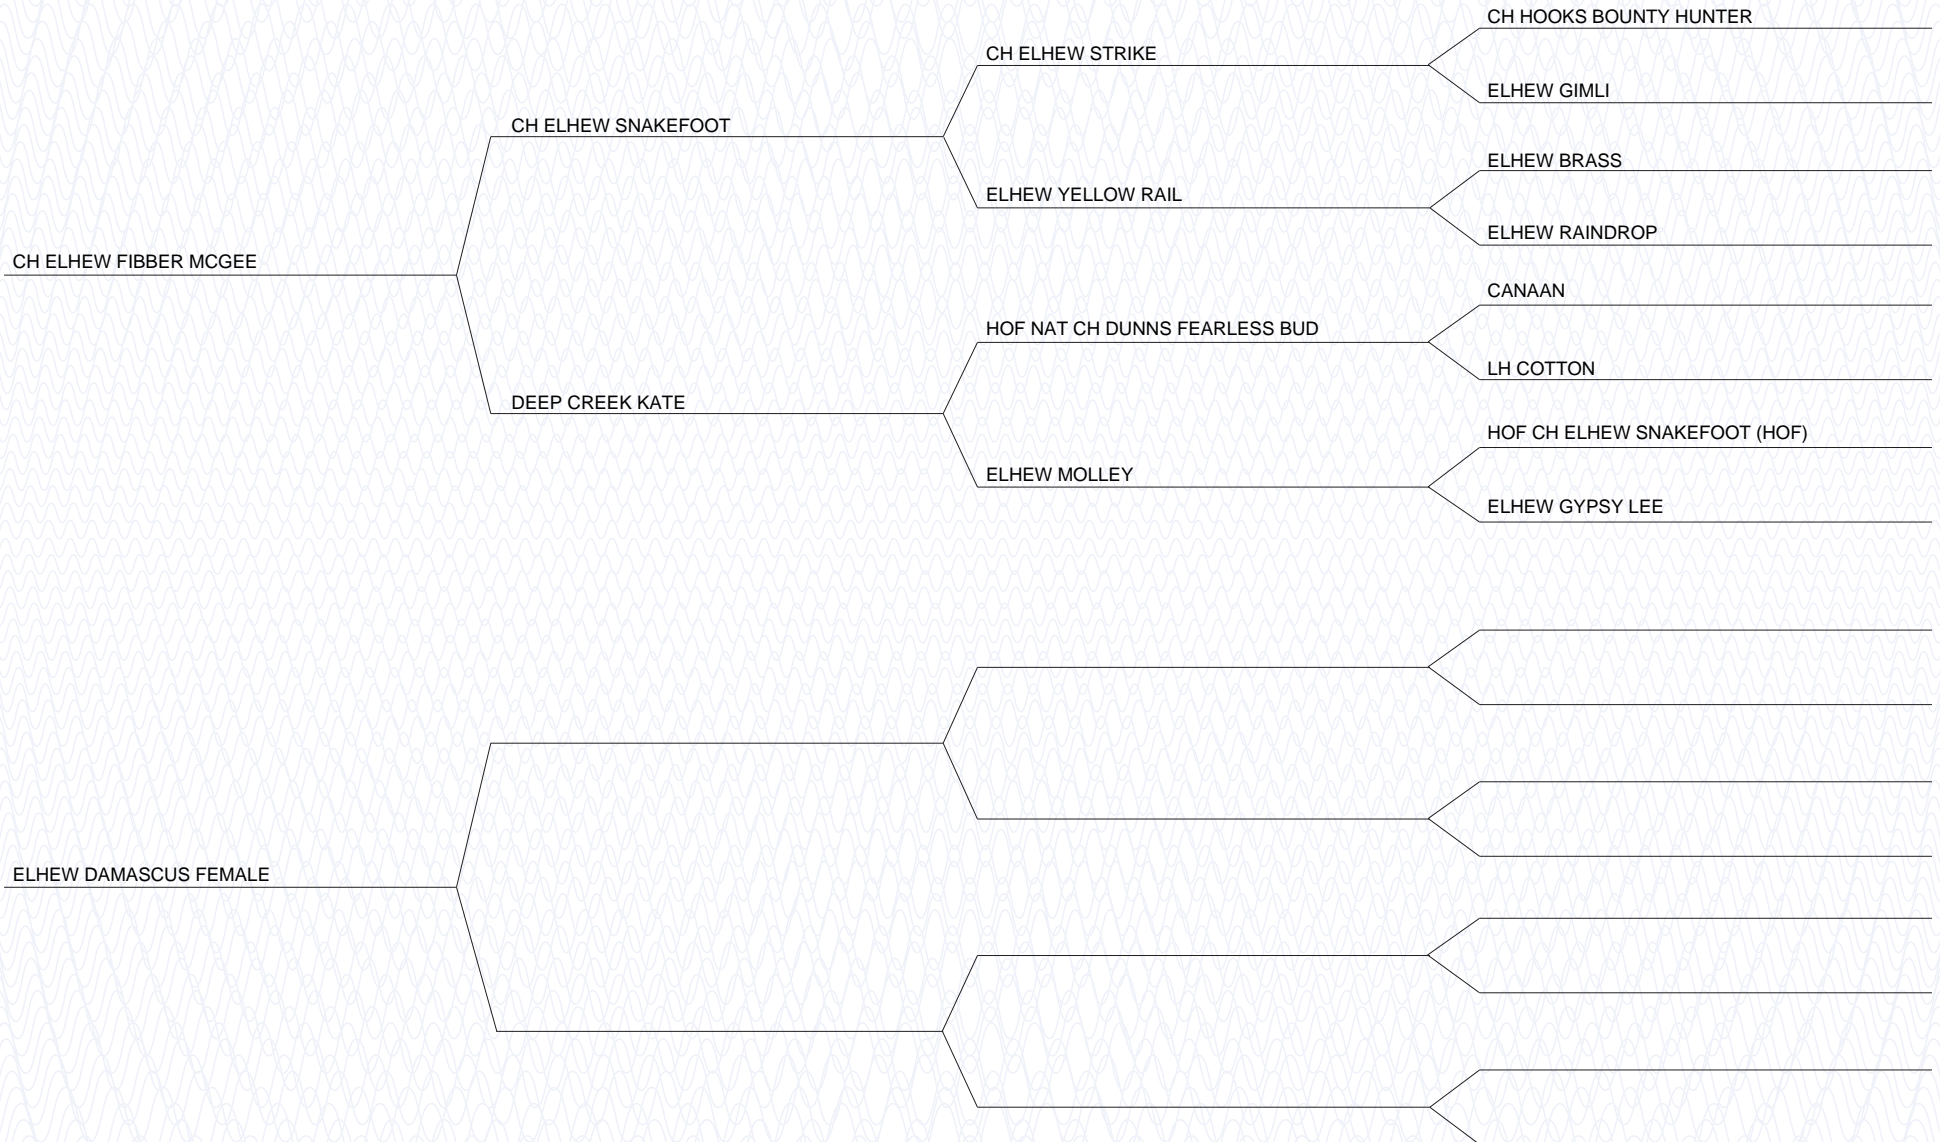 CH HOOKS BOUNTY HUNTER
CH ELHEW STRIKE
ELHEW GIMLI
CH ELHEW SNAKEFOOT
ELHEW BRASS
ELHEW YELLOW RAIL
ELHEW RAINDROP
CH ELHEW FIBBER MCGEE
CANAAN
HOF NAT CH DUNNS FEARLESS BUD
LH COTTON
DEEP CREEK KATE
HOF CH ELHEW SNAKEFOOT (HOF)
ELHEW MOLLEY
ELHEW GYPSY LEE
ELHEW DAMASCUS FEMALE